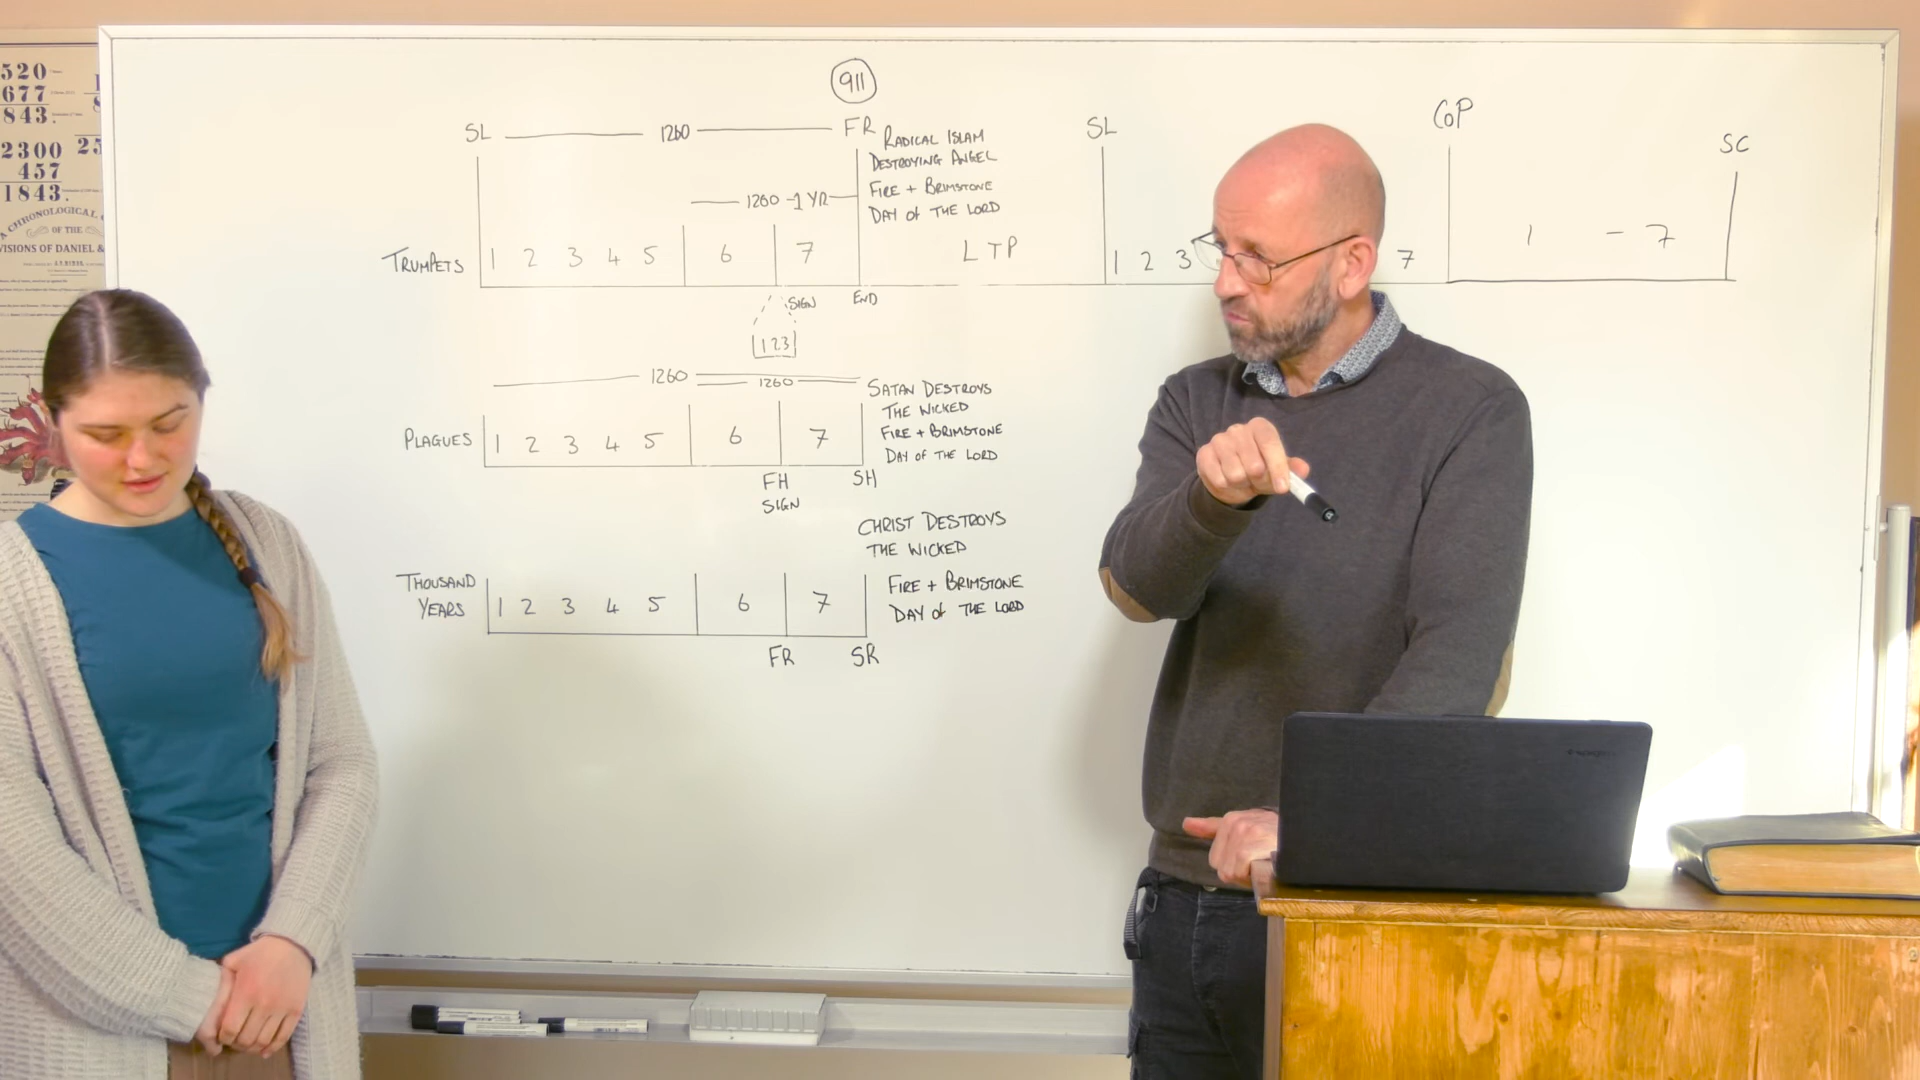 520
677
843.
2300
457
1843.
25
A CHRONOLOGICAL
OF THE
VISIONS OF DANIEL &
911
SL 1260 FR
RADICAL ISLAM
DESTROYING ANGEL
FIRE + BRIMSTONE
DAY of THE LORD
1260 - 1 YR
TRUMPETS 1 2 3 4 5 6 7
SIGN END
1 2 3
LTP
SL CoP SC
1 2 3 7 1 - 7
1260 1260
SATAN DESTROYS
THE WICKED
FIRE + BRIMSTONE
DAY of THE LORD
PLAGUES 1 2 3 4 5 6 7
FH SH
SIGN
CHRIST DESTROYS
THE WICKED
FIRE + BRIMSTONE
DAY of THE LORD
THOUSAND
YEARS 1 2 3 4 5 6 7
FR SR